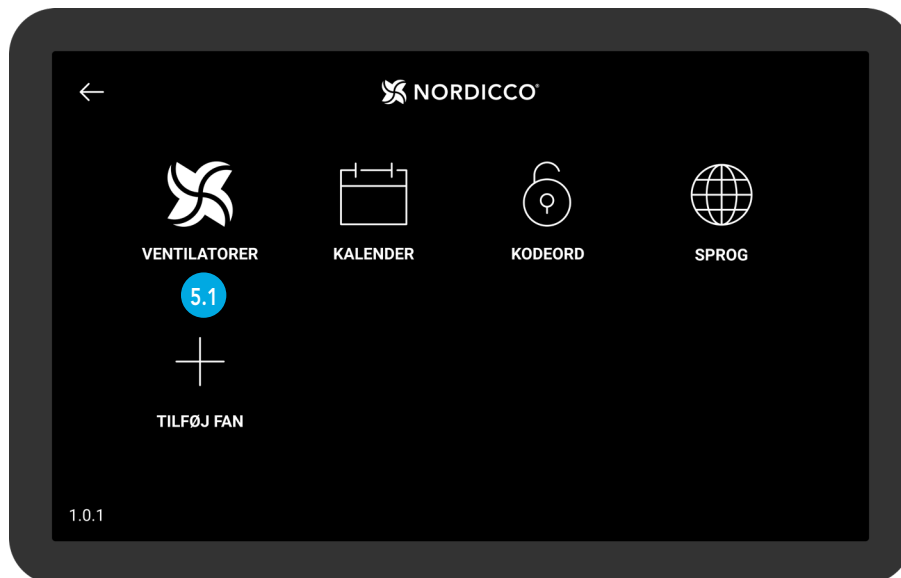 NORDICCO®
VENTILATORER KALENDER KODEORD SPROG
5.1
TILFØJ FAN
1.0.1